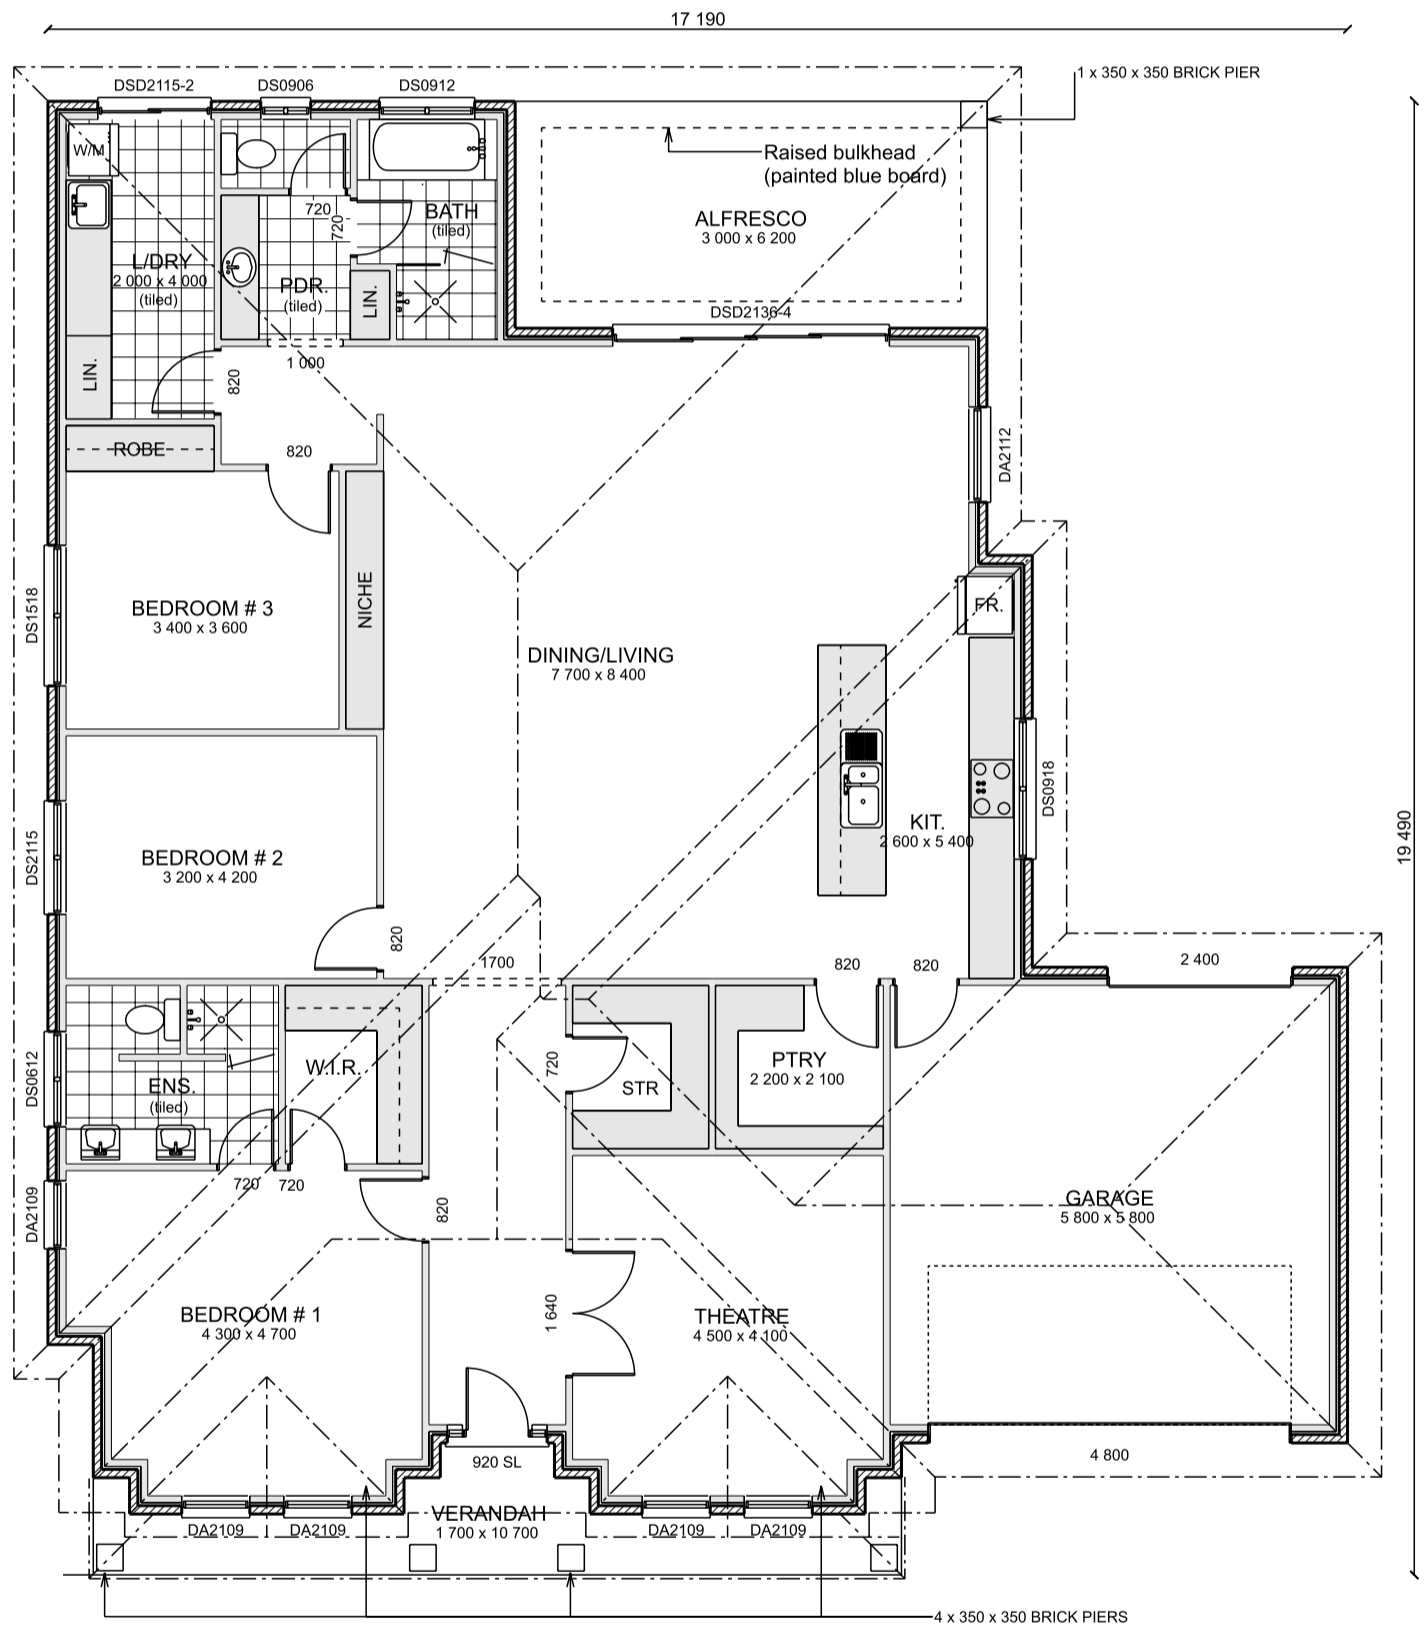 17 190
DSD2115-2
DS0906
DS0912
1 x 350 x 350 BRICK PIER
W/M
Raised bulkhead
(painted blue board)
720
720
BATH
(tiled)
ALFRESCO
3 000 x 6 200
L/DRY
2 000 x 4 000
(tiled)
PDR.
(tiled)
LIN.
DSD2136-4
1 000
LIN.
820
ROBE
820
DA2112
DS1518
BEDROOM # 3
3 400 x 3 600
NICHE
FR.
DINING/LIVING
7 700 x 8 400
DS0918
KIT.
2 600 x 5 400
19 490
DS2115
BEDROOM # 2
3 200 x 4 200
820
1700
820
820
2 400
DS0612
ENS.
(tiled)
W.I.R.
720
STR
PTRY
2 200 x 2 100
720
720
DA2109
820
GARAGE
5 800 x 5 800
BEDROOM # 1
4 300 x 4 700
1 640
THEATRE
4 500 x 4 100
920 SL
4 800
VERANDAH
1 700 x 10 700
DA2109
DA2109
DA2109
DA2109
4 x 350 x 350 BRICK PIERS